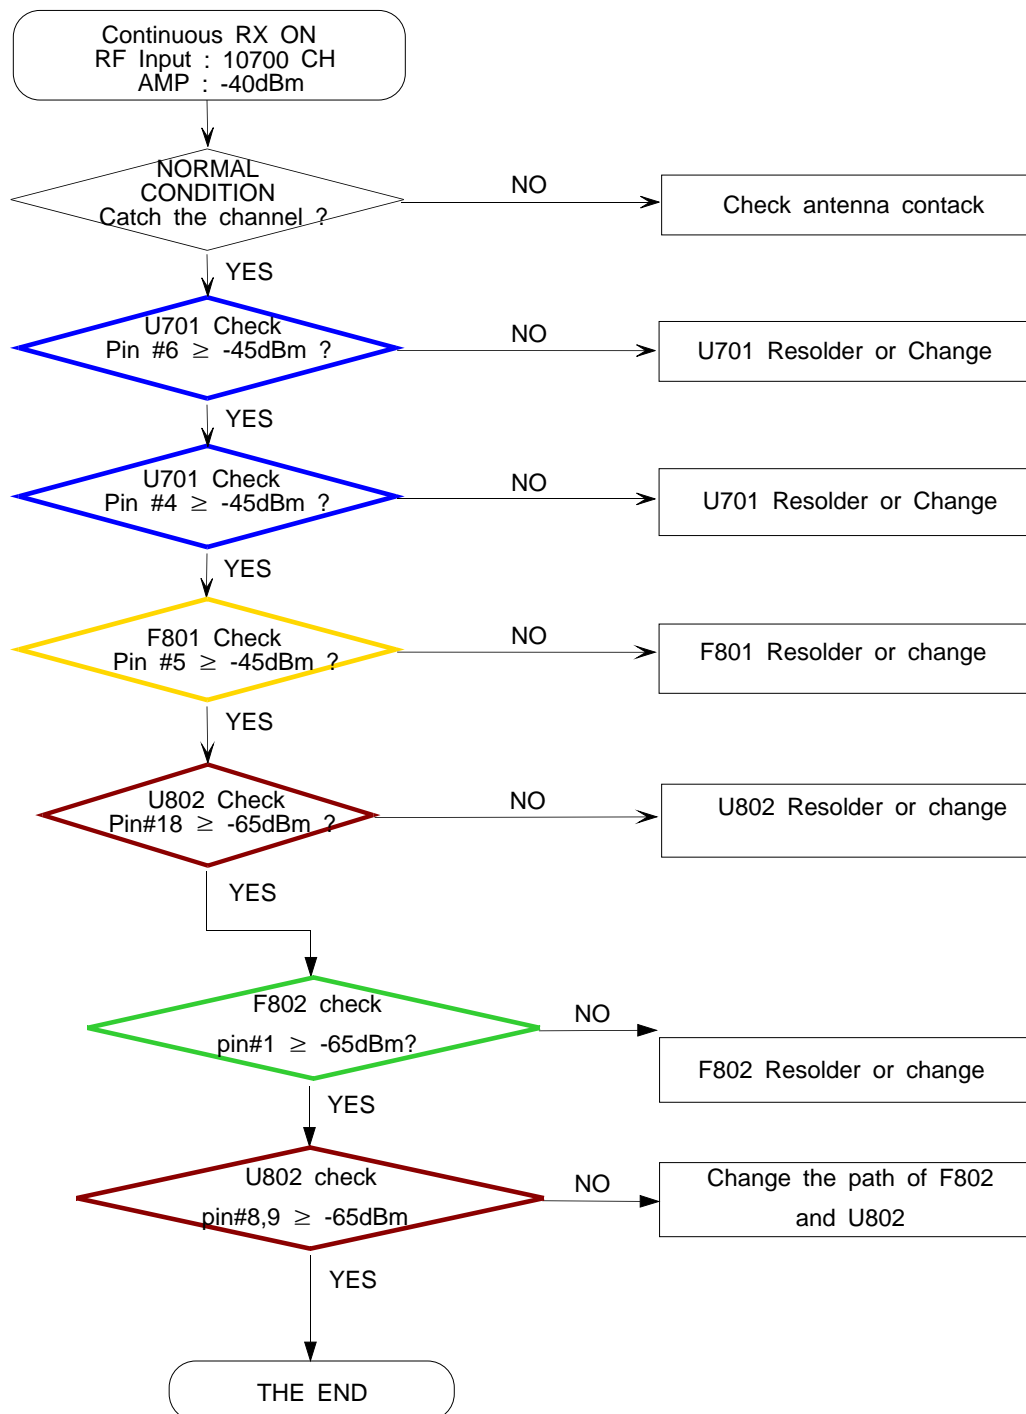 Continuous RX ON
RF Input : 10700 CH
AMP : -40dBm
NORMAL
CONDITION
Catch the channel ?
NO
Check antenna contack
YES
U701 Check
Pin #6 ≥ -45dBm ?
NO
U701 Resolder or Change
YES
U701 Check
Pin #4 ≥ -45dBm ?
NO
U701 Resolder or Change
YES
F801 Check
Pin #5 ≥ -45dBm ?
NO
F801 Resolder or change
YES
U802 Check
Pin#18 ≥ -65dBm ?
NO
U802 Resolder or change
YES
F802 check
pin#1 ≥ -65dBm?
NO
F802 Resolder or change
YES
U802 check
pin#8,9 ≥ -65dBm
NO
Change the path of F802
and U802
YES
THE END